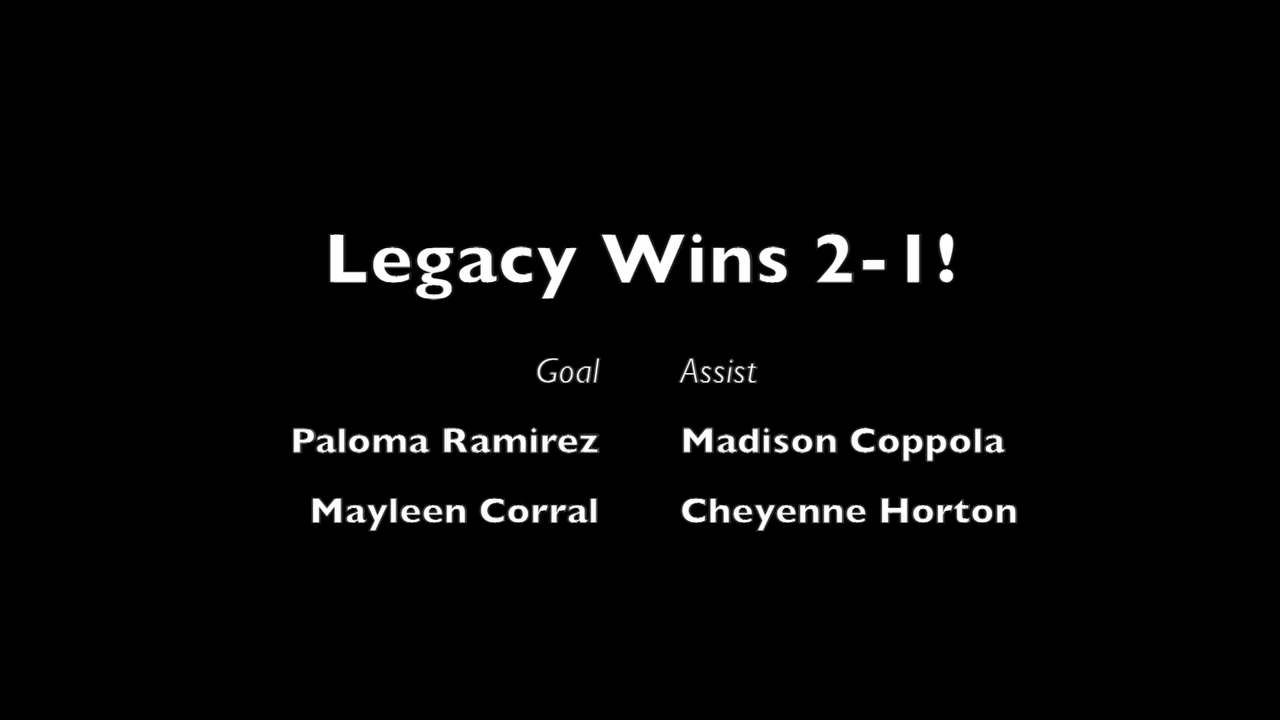 Legacy Wins 2-1!
Goal Assist
Paloma Ramirez Madison Coppola
Mayleen Corral Cheyenne Horton